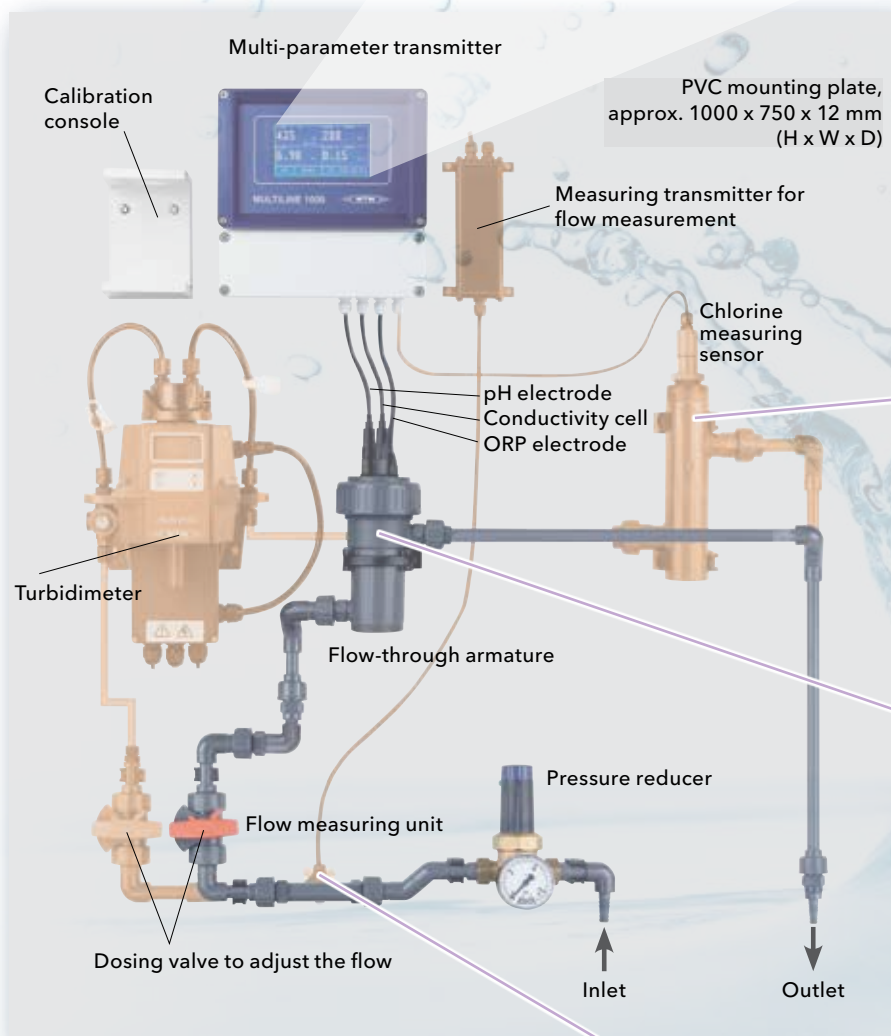 Multi-parameter transmitter
Calibration
console
PVC mounting plate,
approx. 1000 x 750 x 12 mm
(H x W x D)
MULTILINE 1000
Measuring transmitter for
flow measurement
Chlorine
measuring
sensor
pH electrode
Conductivity cell
ORP electrode
Turbidimeter
Flow-through armature
Pressure reducer
Flow measuring unit
Dosing valve to adjust the flow
Inlet
Outlet